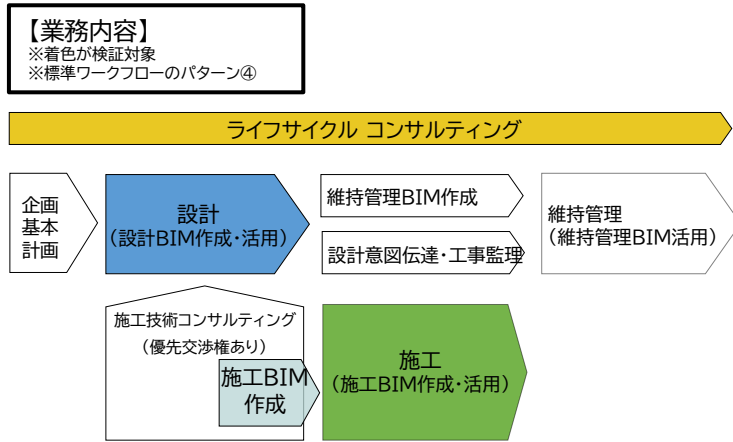 【業務内容】
※着色が検証対象
※標準ワークフローのパターン④
ライフサイクル コンサルティング
企画
基本
計画
設計
(設計BIM作成・活用)
維持管理BIM作成
設計意図伝達・工事監理
維持管理
(維持管理BIM活用)
施工技術コンサルティング
(優先交渉権あり)
施工BIM
作成
施工
(施工BIM作成・活用)